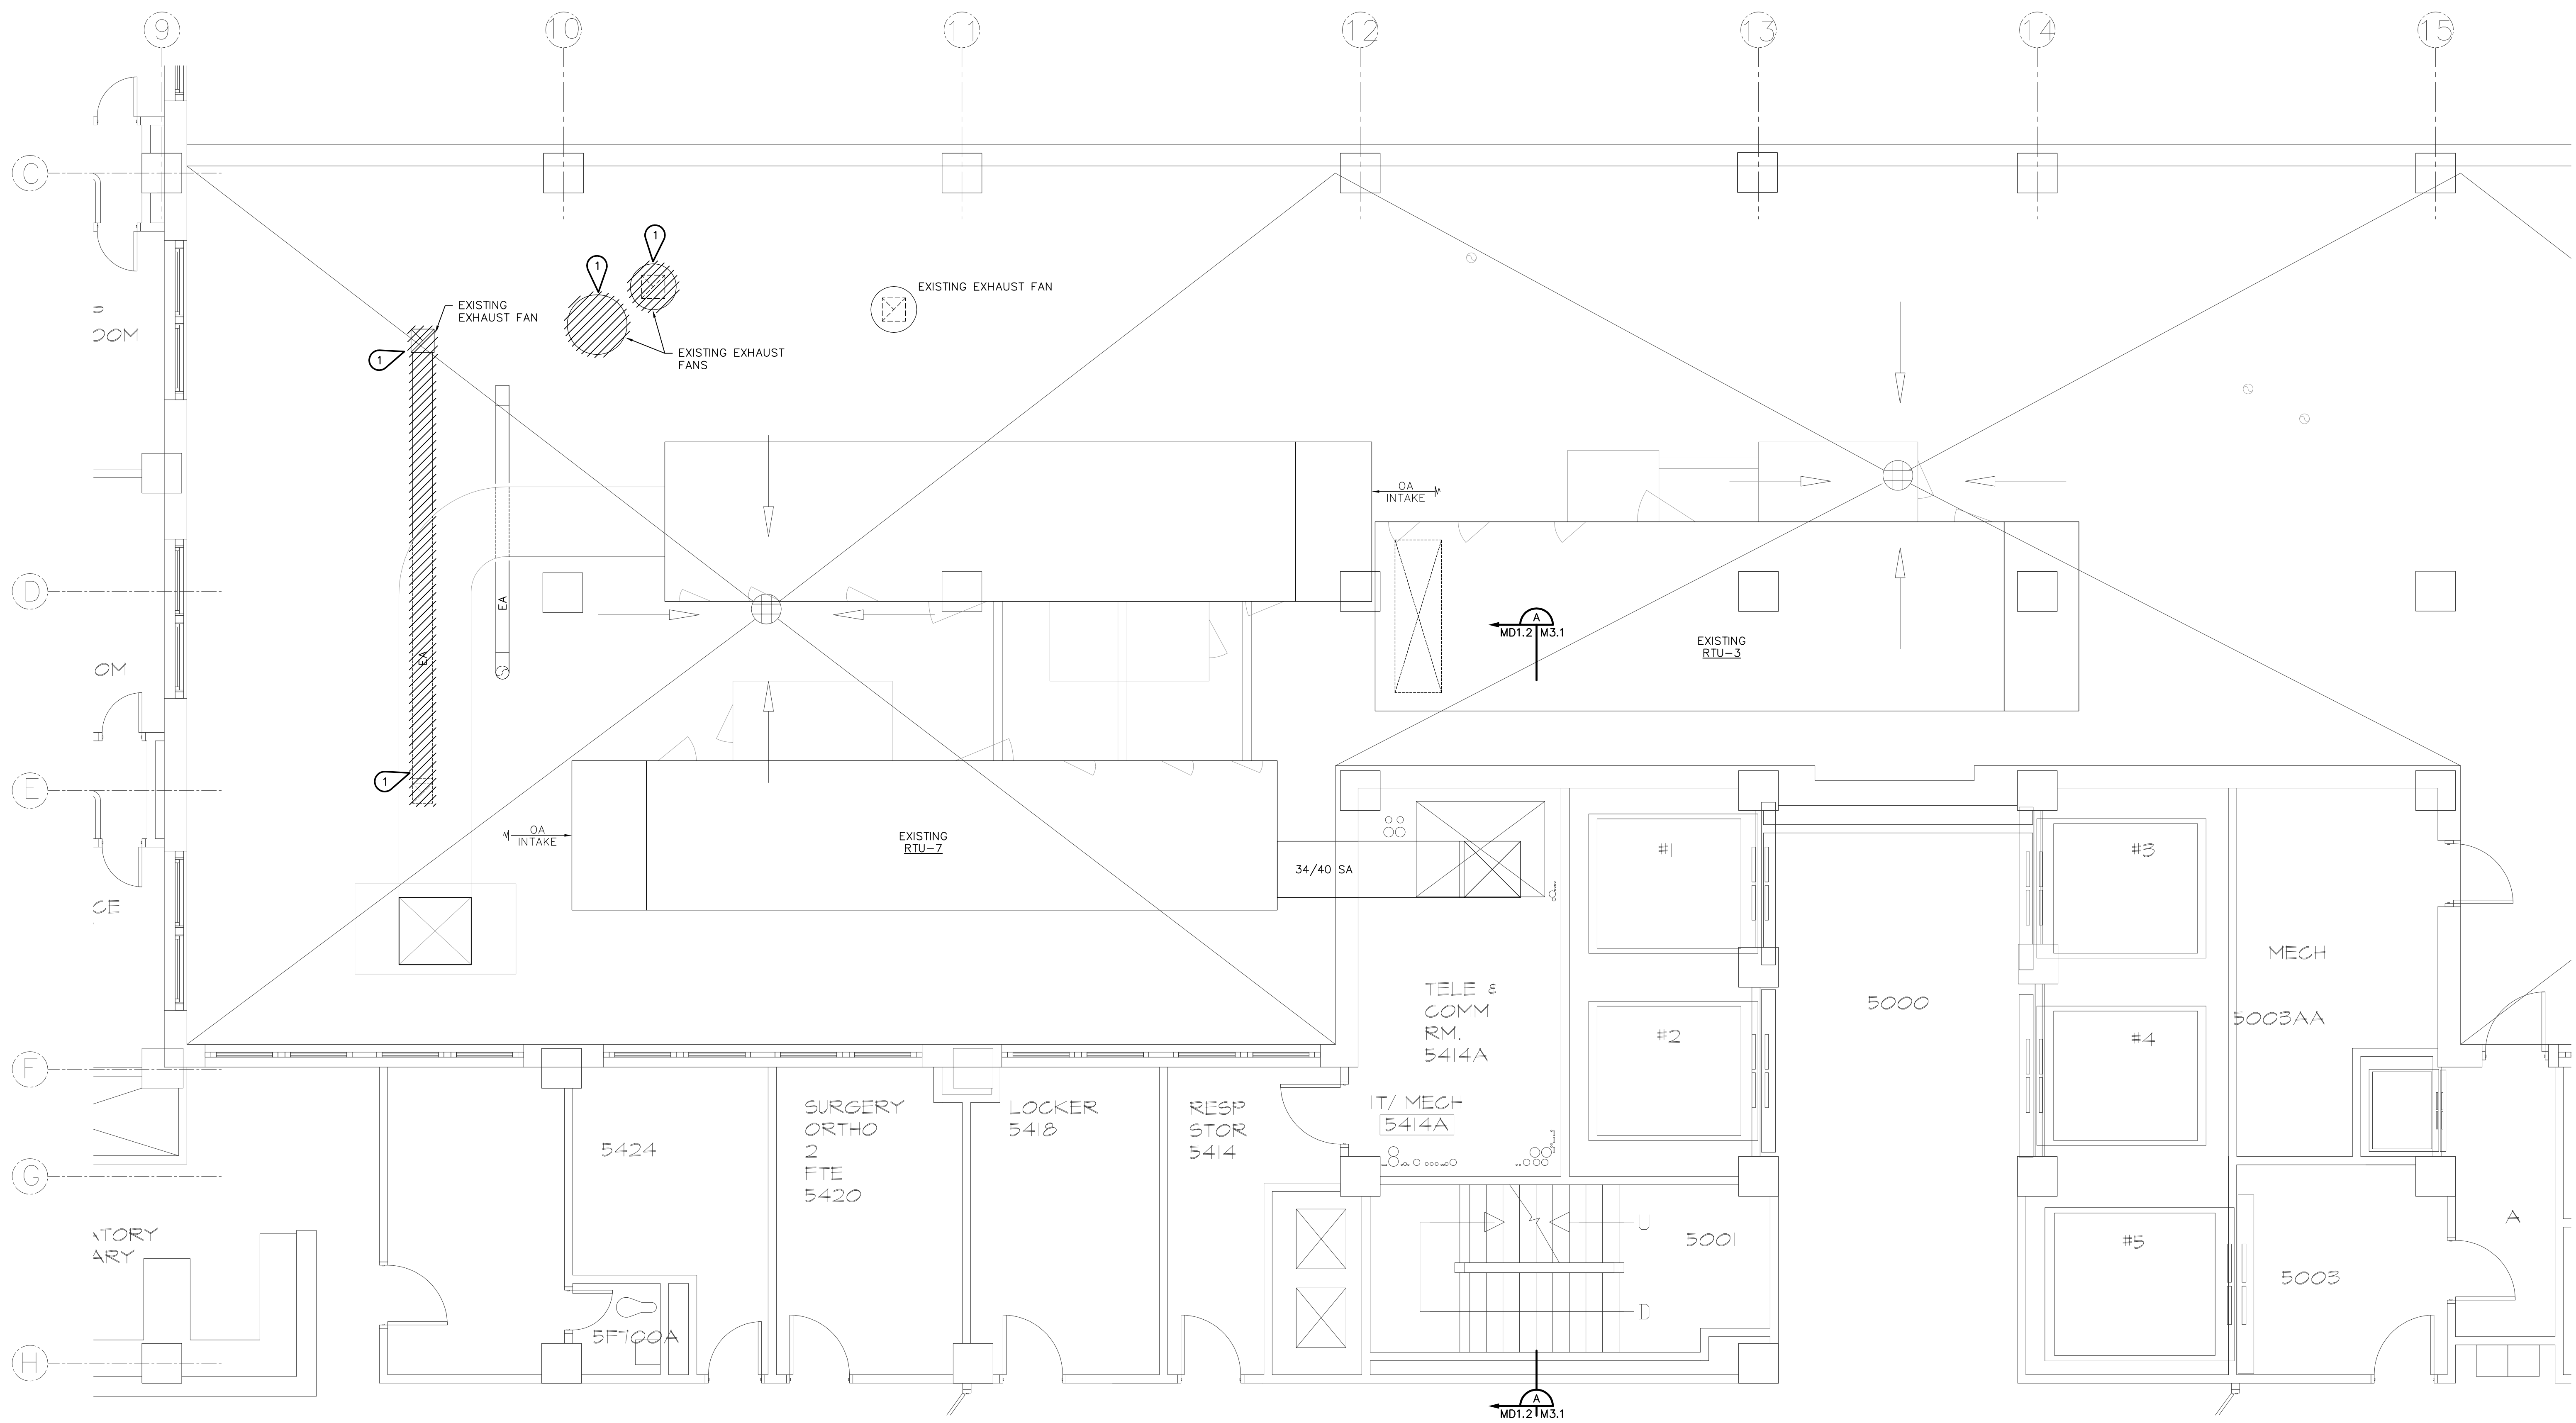 9
10
11
12
13
14
15
C
D
E
F
G
H
1
1
1
1
EXISTING
EXHAUST FAN
EXISTING EXHAUST
FANS
EXISTING EXHAUST FAN
OOM
OM
CE
ATORY
ARY
EA
EA
OA
INTAKE
EXISTING
RTU-3
A
MD1.2 M3.1
OA
INTAKE
EXISTING
RTU-7
34/40 SA
#1
#2
#3
#4
#5
TELE &
COMM
RM.
5414A
IT/ MECH
5414A
5000
MECH
5003AA
5424
SURGERY
ORTHO
2
FTE
5420
LOCKER
5418
RESP
STOR
5414
5F700A
U
D
5001
5003
A
A
MD1.2 M3.1